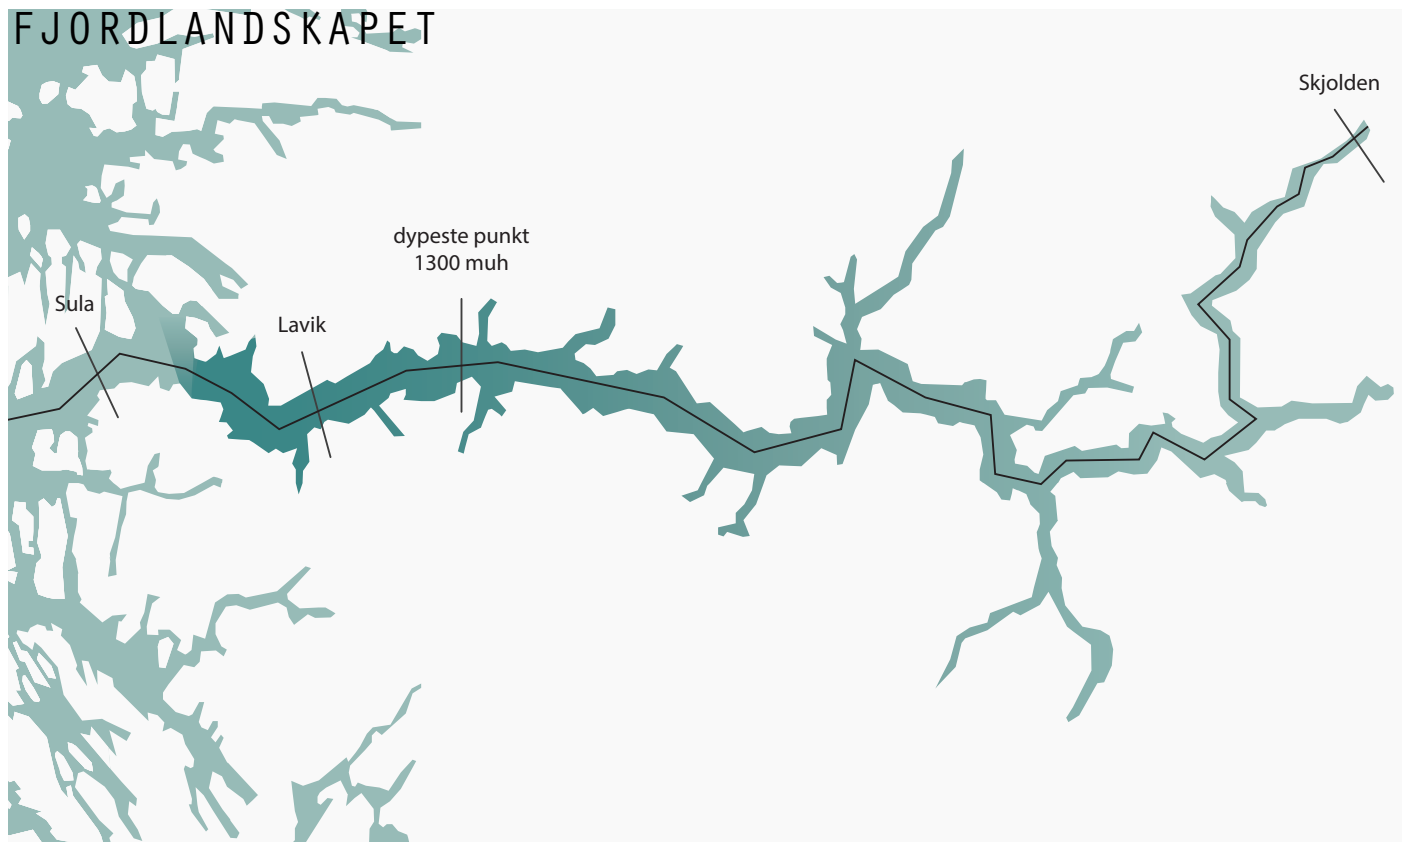 FJORDLANDSKAPET
Skjolden
dypeste punkt
1300 muh
Sula
Lavik